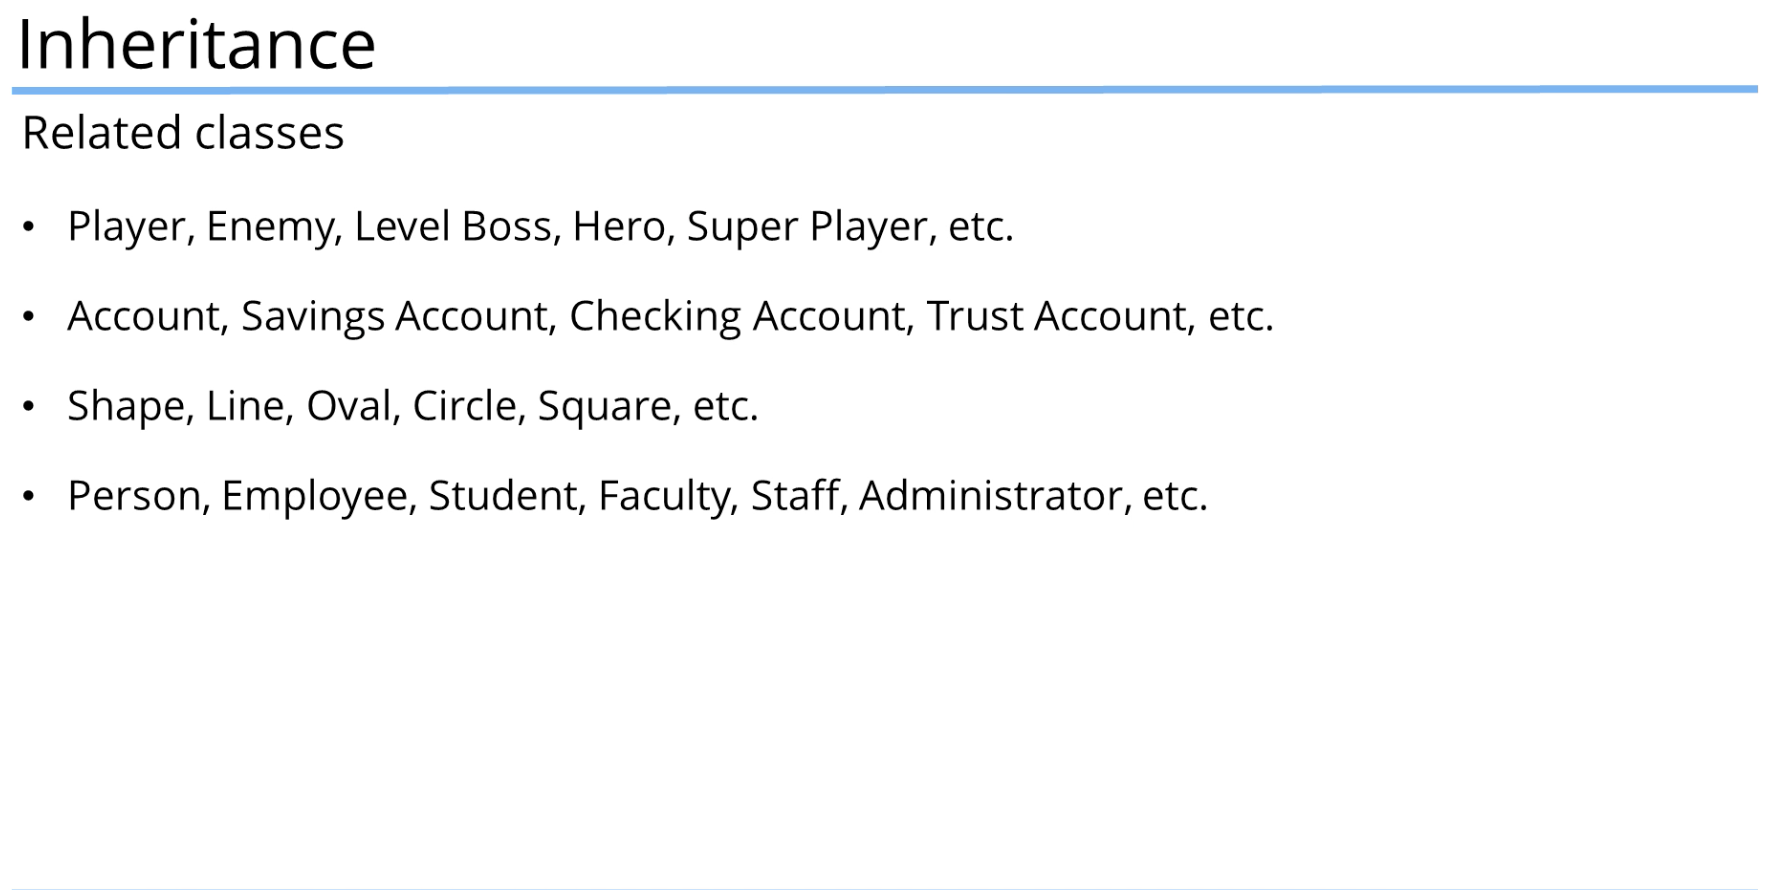 Inheritance
Related classes
• Player, Enemy, Level Boss, Hero, Super Player, etc.
• Account, Savings Account, Checking Account, Trust Account, etc.
• Shape, Line, Oval, Circle, Square, etc.
• Person, Employee, Student, Faculty, Staff, Administrator, etc.